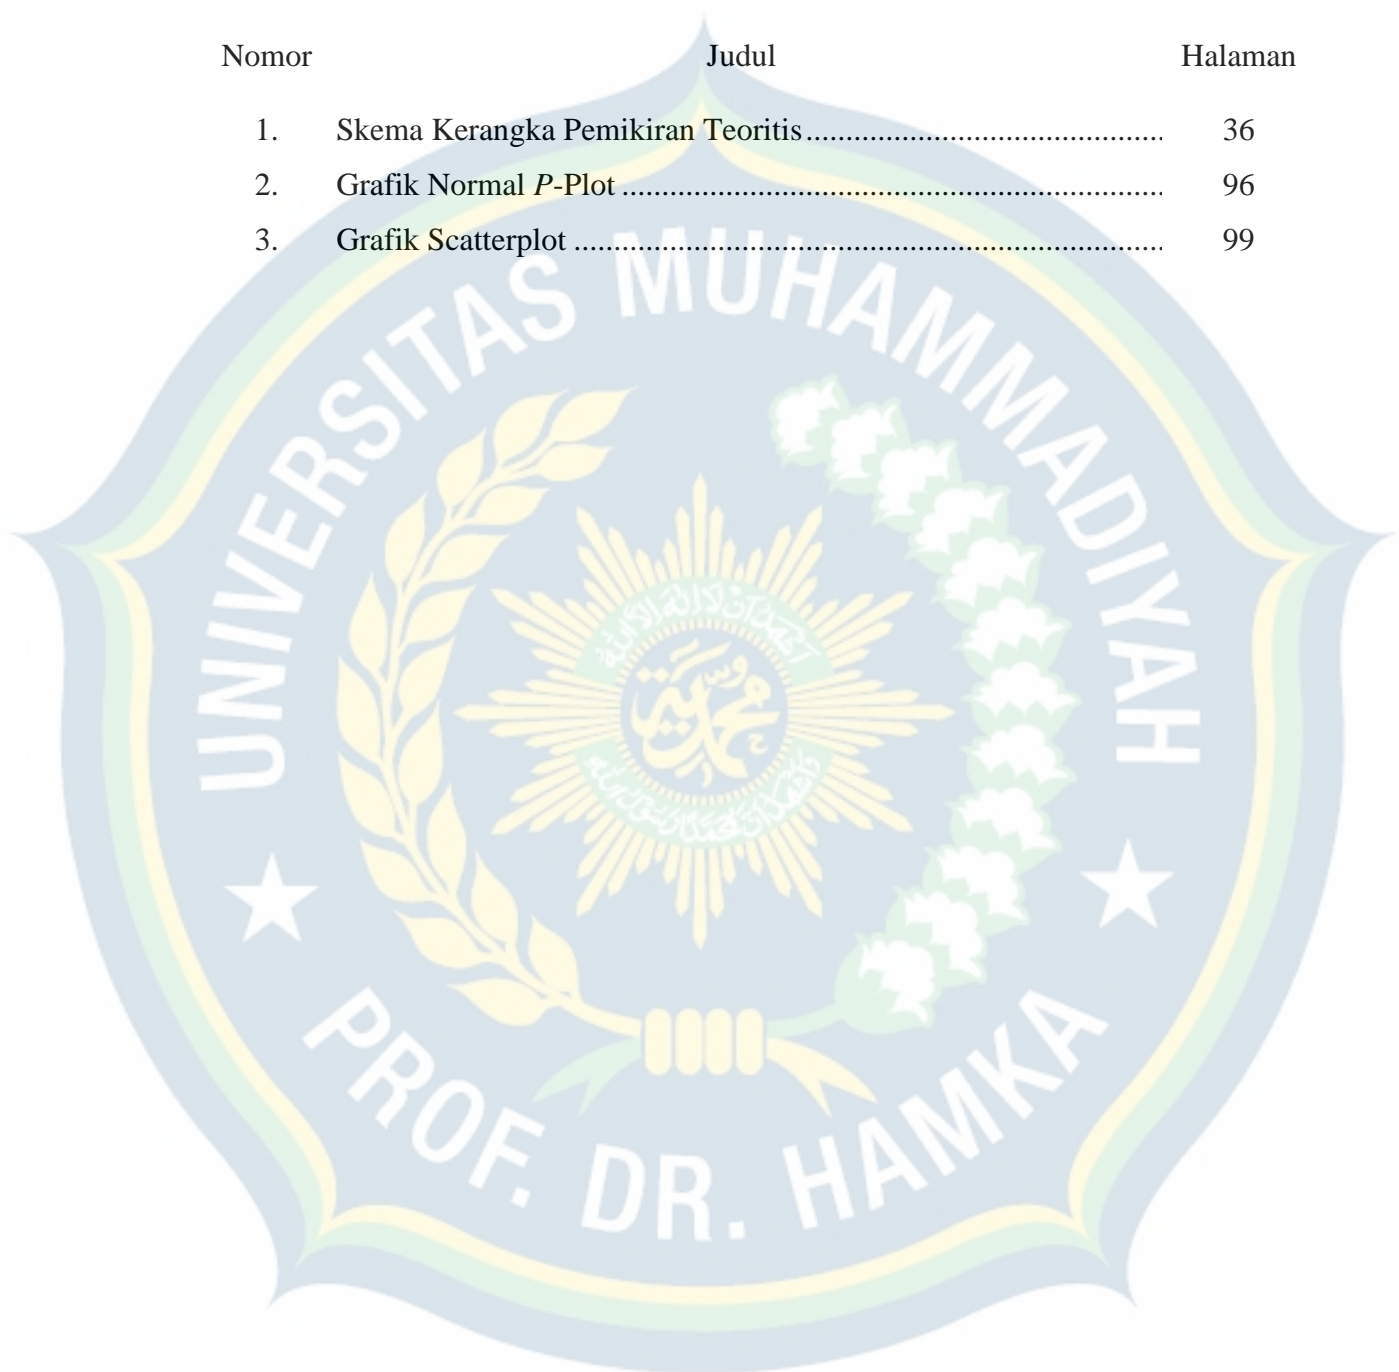 Nomor Judul Halaman
1. Skema Kerangka Pemikiran Teoritis 36
2. Grafik Normal P-Plot 96
3. Grafik Scatterplot 99
UNIVERSITAS MUHAMMADIYAH
PROF. DR. HAMKA